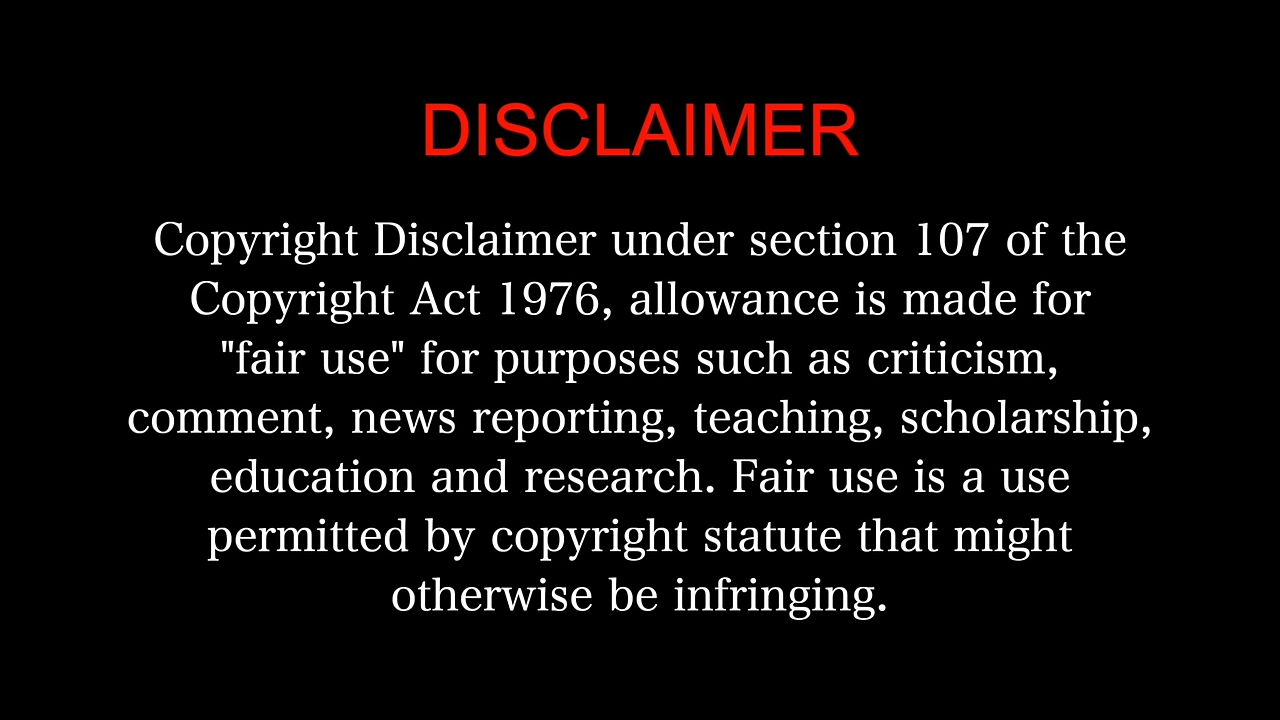 DISCLAIMER
Copyright Disclaimer under section 107 of the
Copyright Act 1976, allowance is made for
"fair use" for purposes such as criticism,
comment, news reporting, teaching, scholarship,
education and research. Fair use is a use
permitted by copyright statute that might
otherwise be infringing.